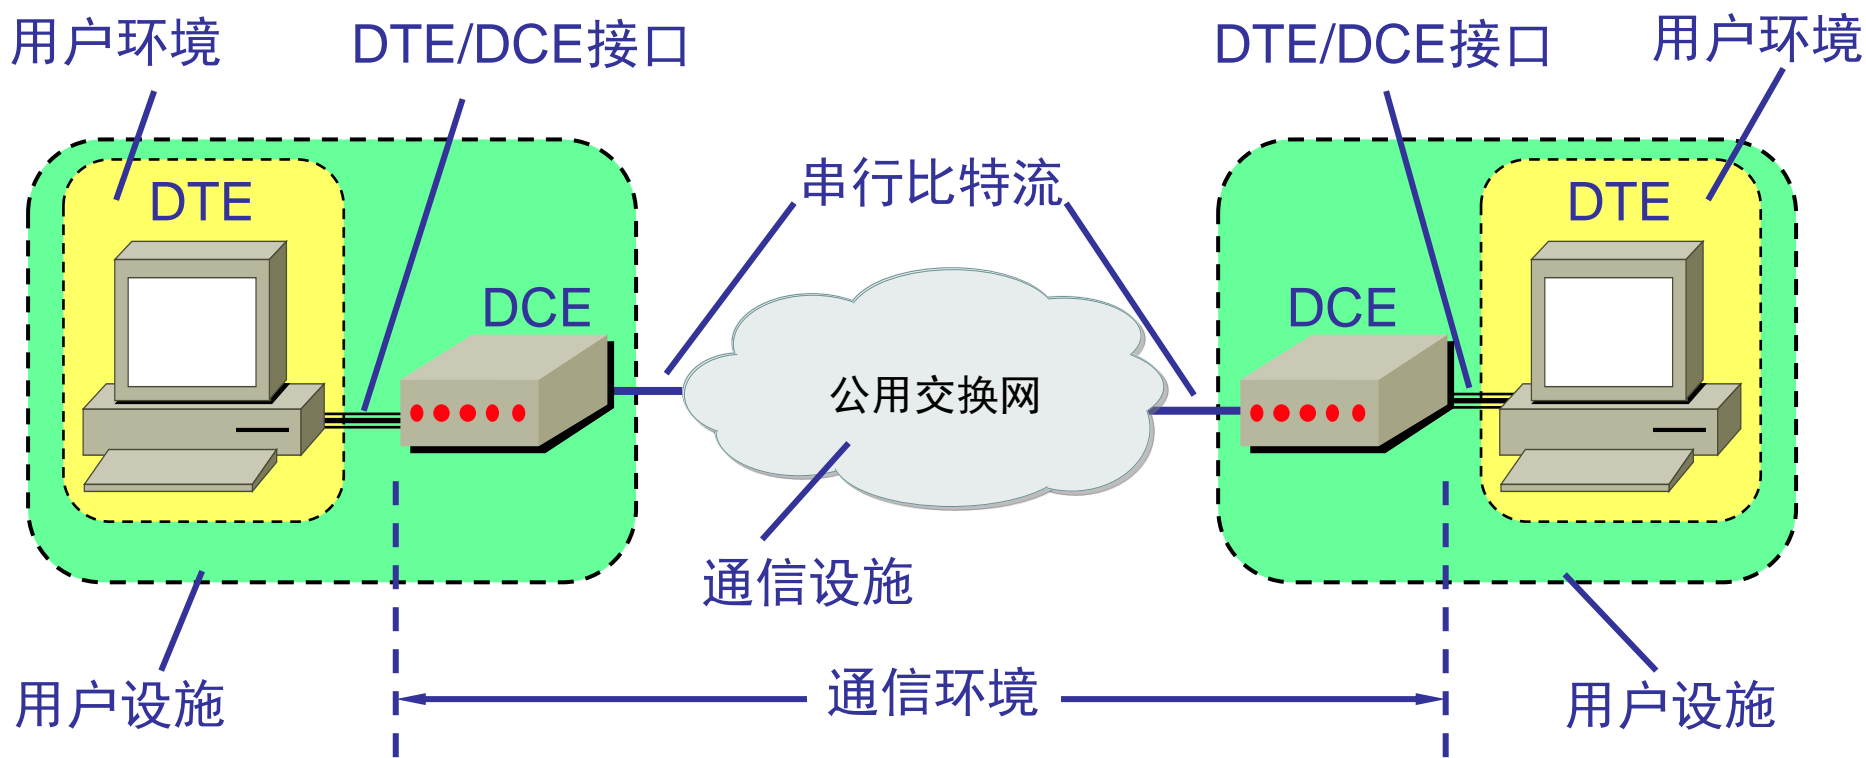 用户环境
DTE/DCE接口
DTE/DCE接口
用户环境
串行比特流
DTE
DTE
DCE
DCE
公用交换网
通信设施
用户设施
通信环境
用户设施